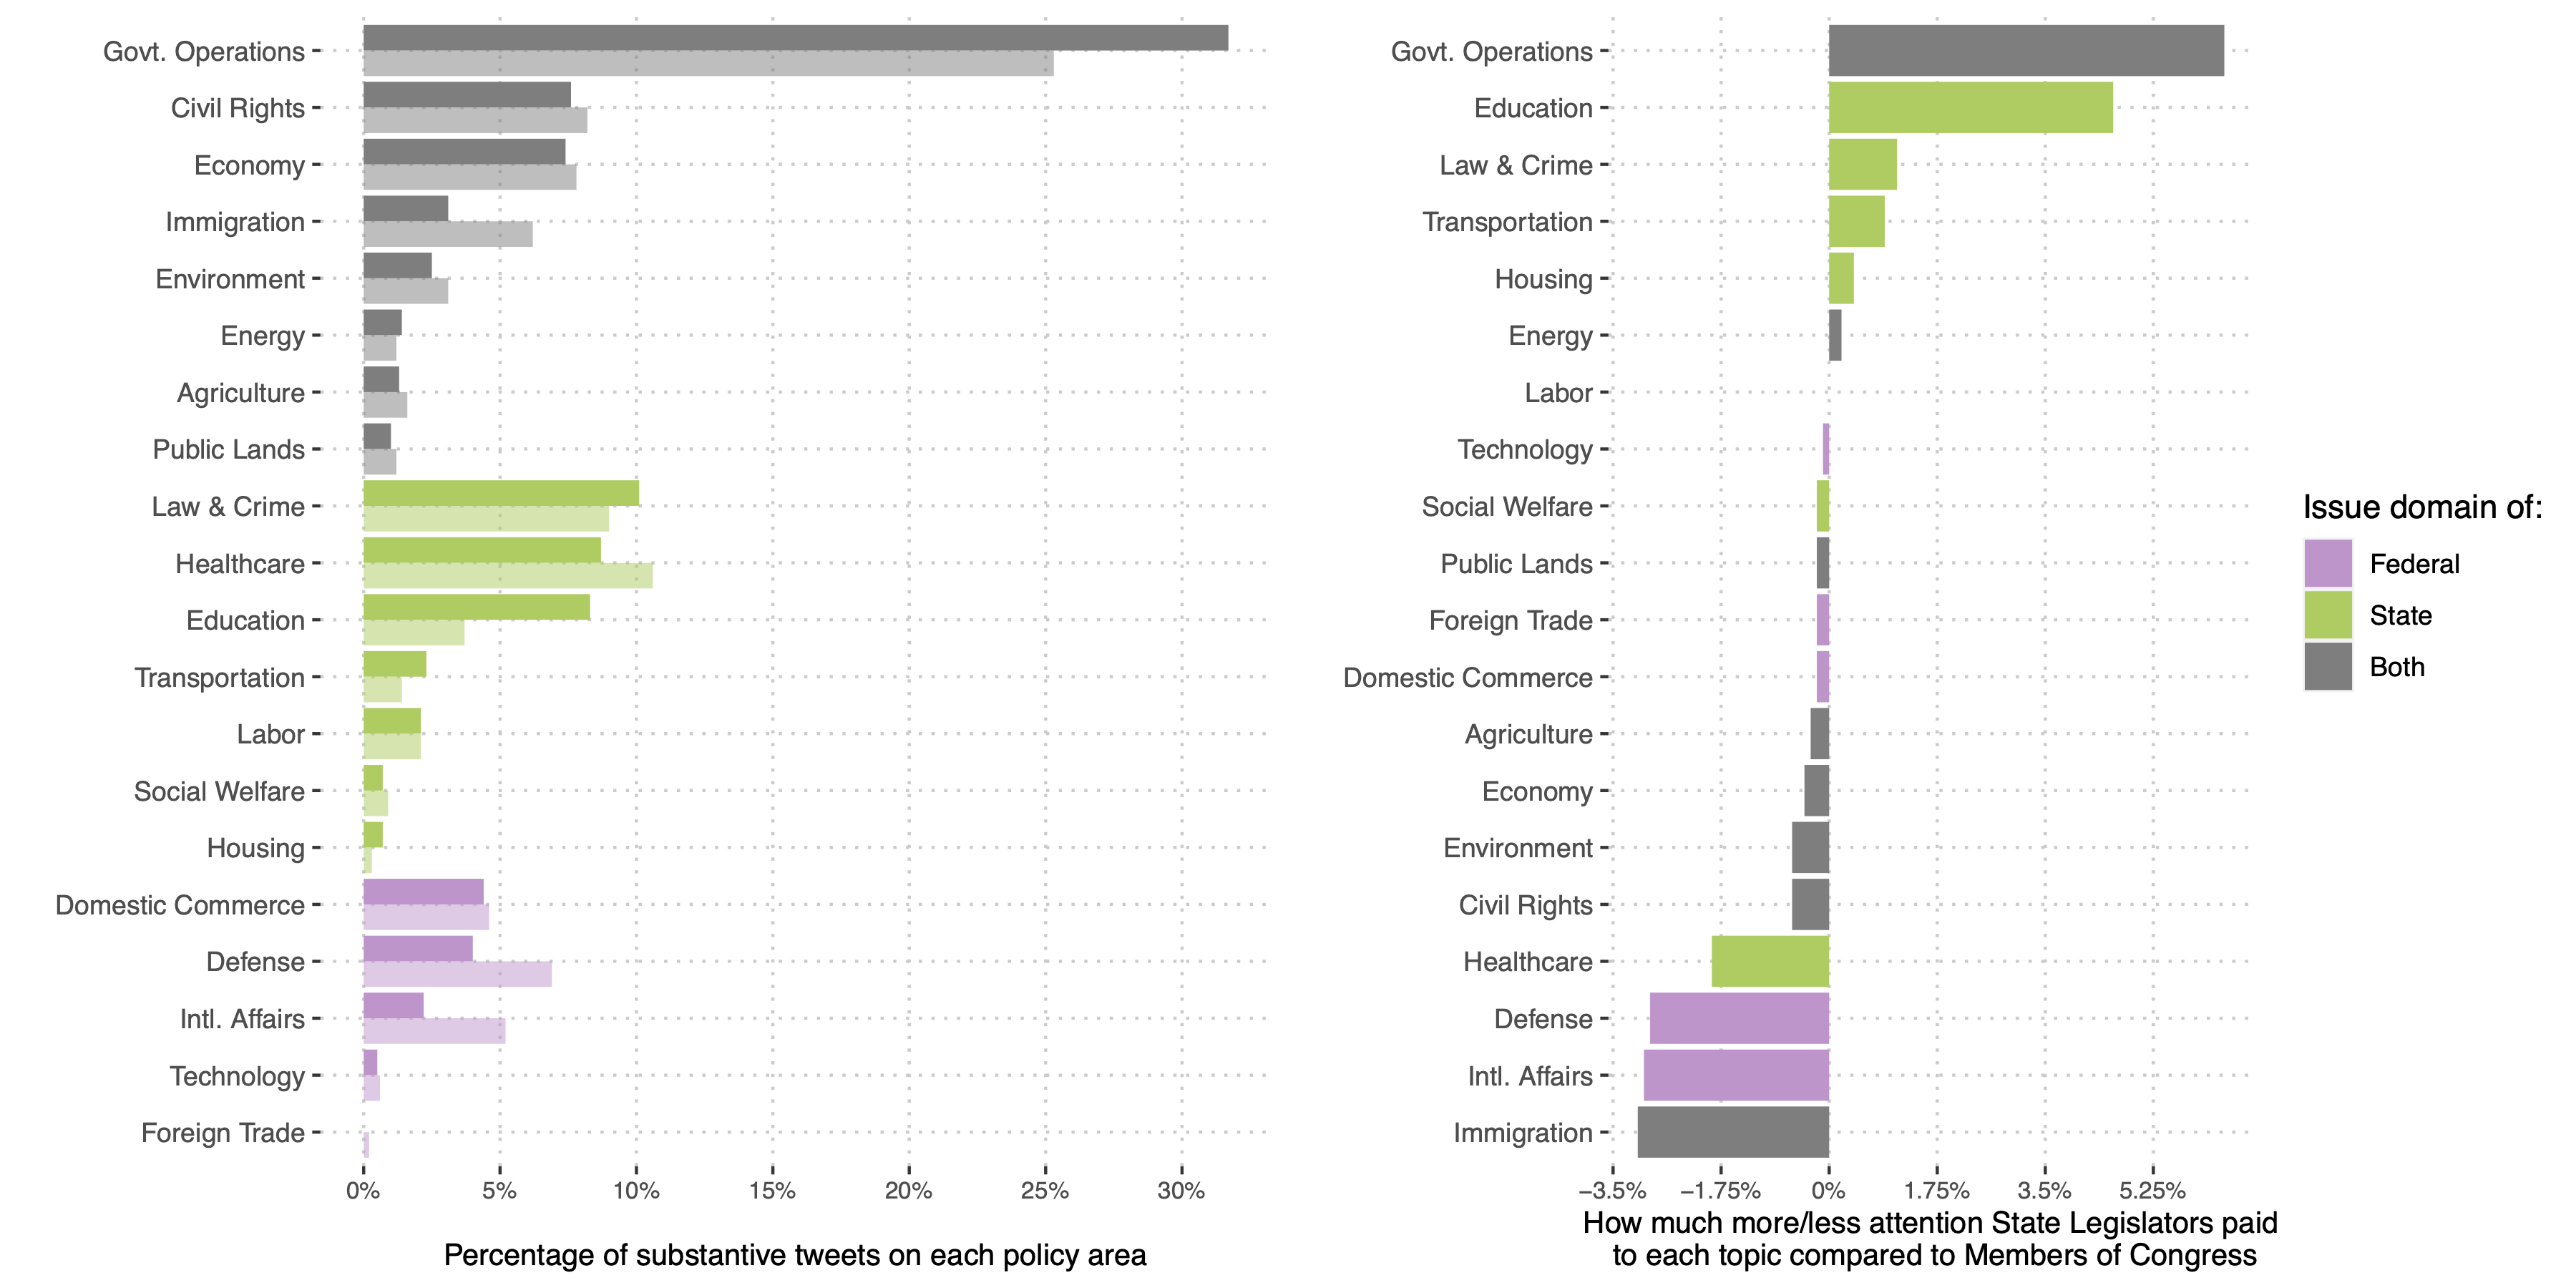 Govt. Operations
Civil Rights
Economy
Immigration
Environment
Energy
Agriculture
Public Lands
Law & Crime
Healthcare
Education
Transportation
Labor
Social Welfare
Housing
Domestic Commerce
Defense
Intl. Affairs
Technology
Foreign Trade
0% 5% 10% 15% 20% 25% 30%
Percentage of substantive tweets on each policy area
Govt. Operations
Education
Law & Crime
Transportation
Housing
Energy
Labor
Technology
Social Welfare
Public Lands
Foreign Trade
Domestic Commerce
Agriculture
Economy
Environment
Civil Rights
Healthcare
Defense
Intl. Affairs
Immigration
−3.5% −1.75% 0% 1.75% 3.5% 5.25%
How much more/less attention State Legislators paid
to each topic compared to Members of Congress
Issue domain of:
Federal
State
Both